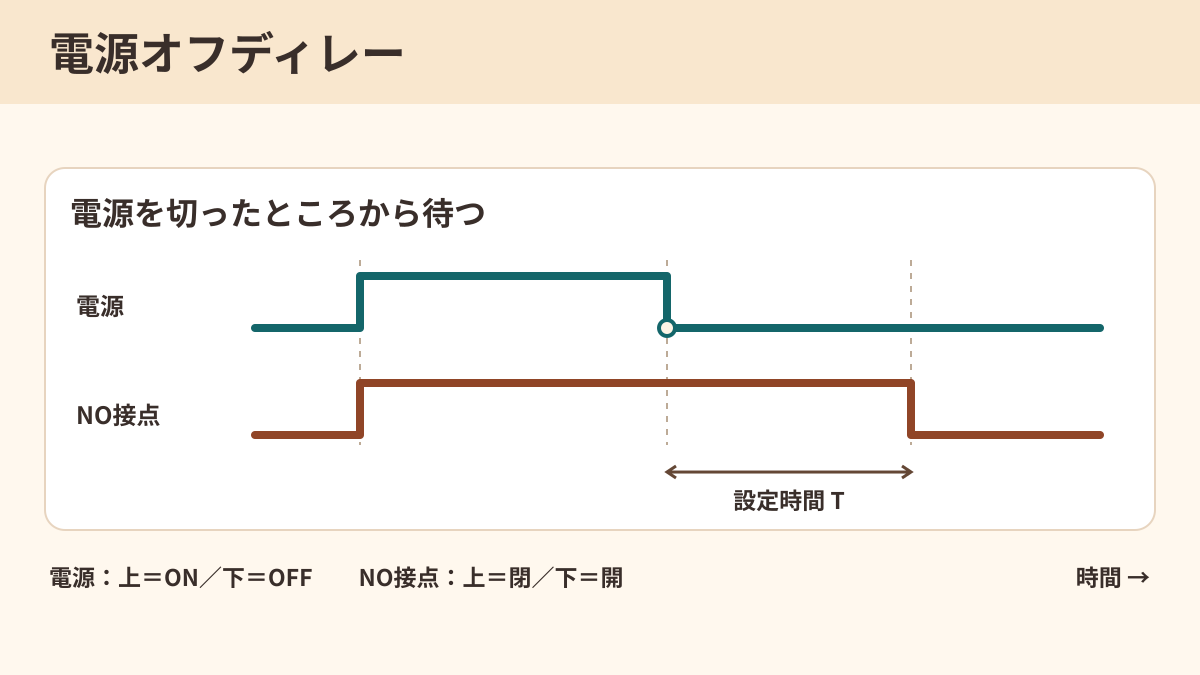 電源オフディレー
電源を切ったところから待つ
電源
NO接点
設定時間 T
電源：上＝ON／下＝OFF
NO接点：上＝閉／下＝開
時間 →